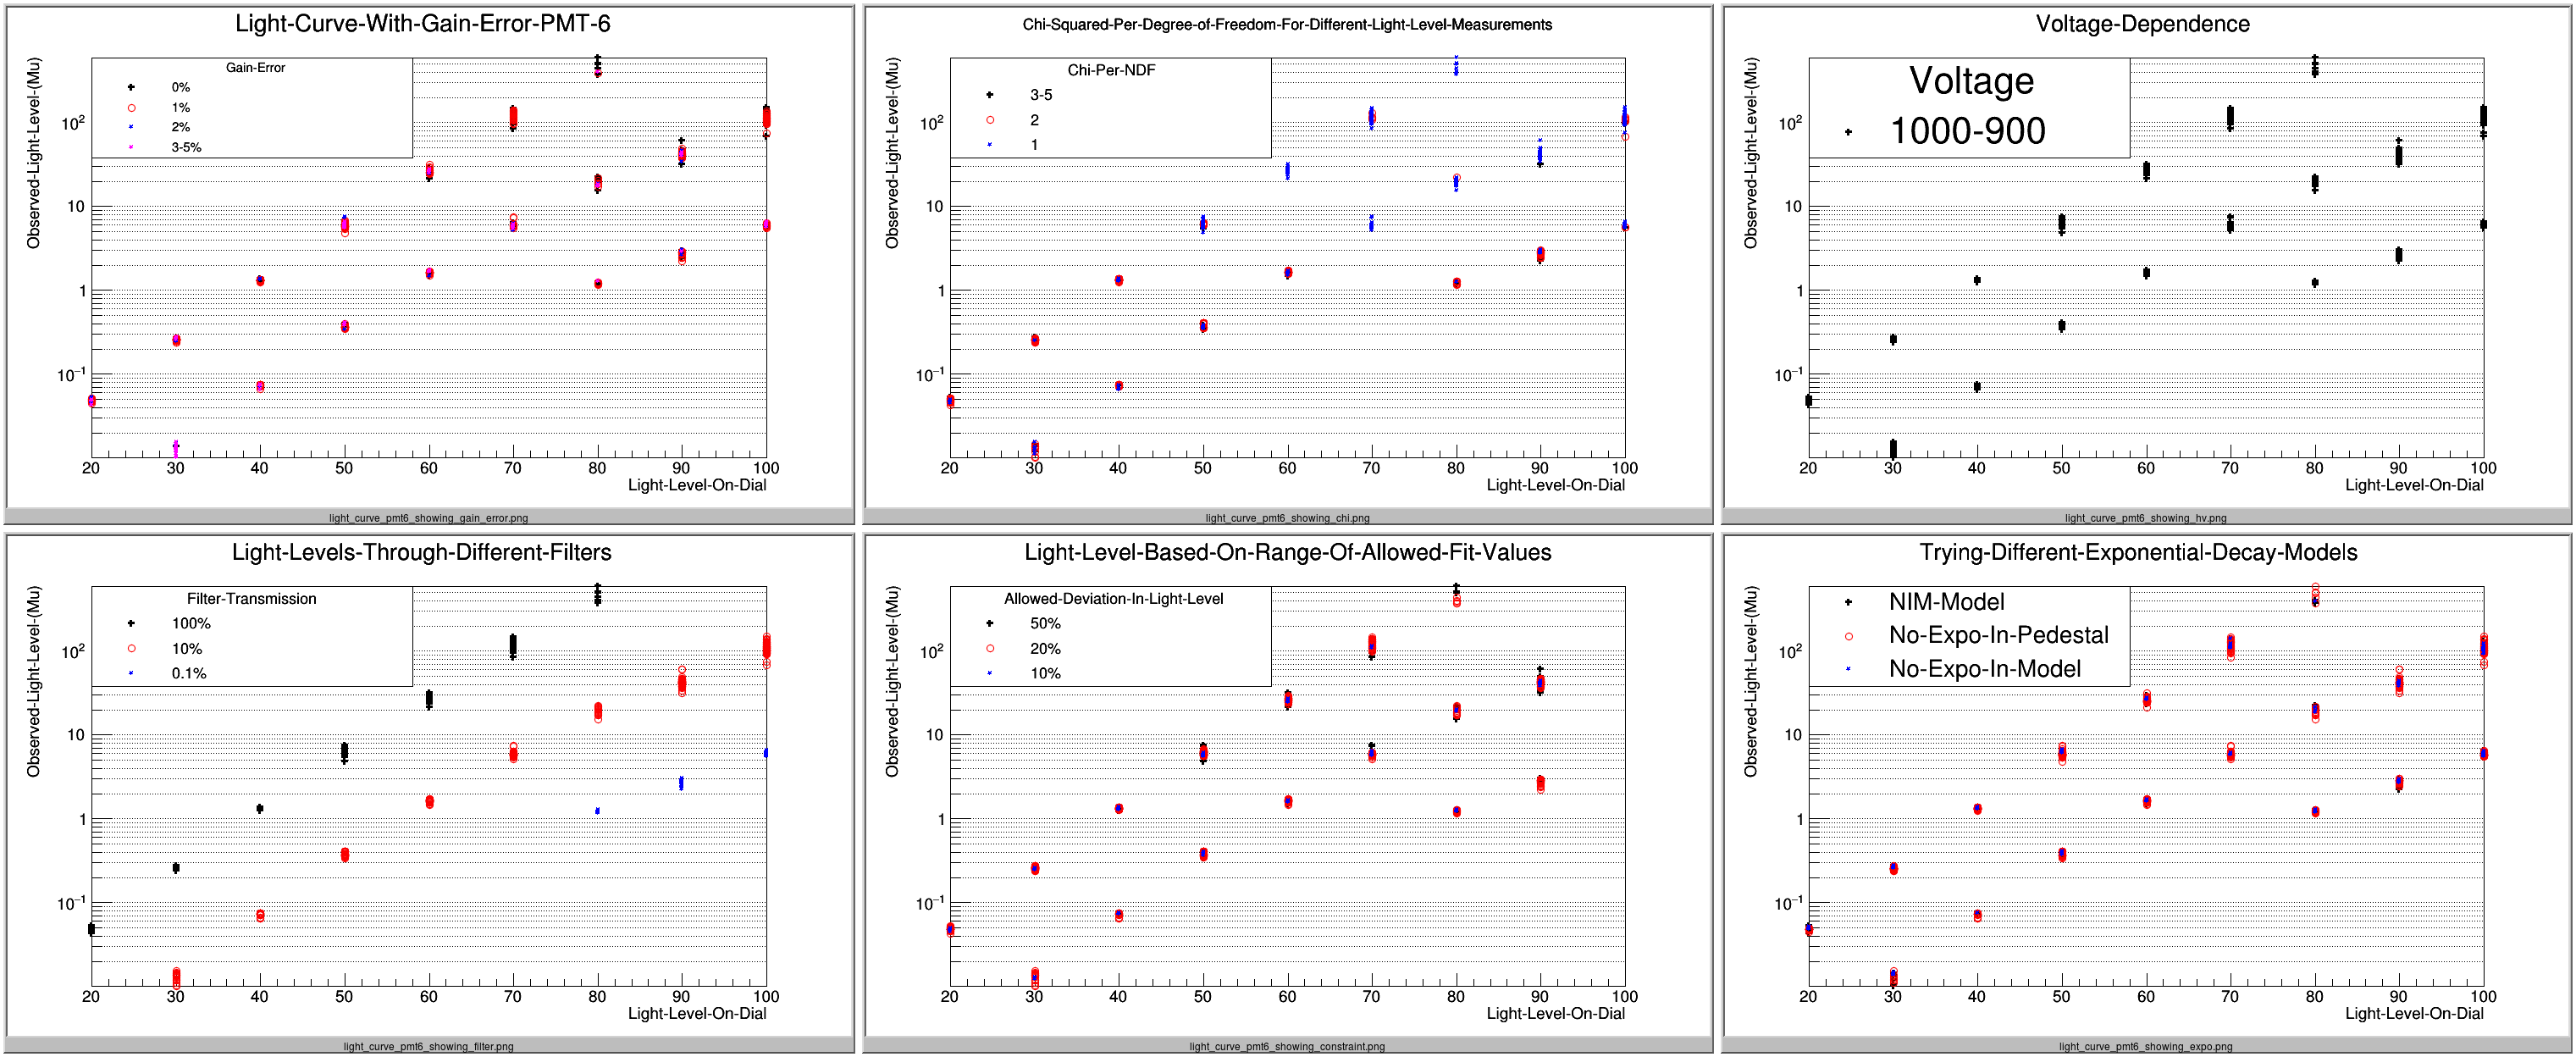 Light-Curve-With-Gain-Error-PMT-6
Observed-Light-Level-(Mu)
Gain-Error
0%
1%
2%
3-5%
10²
10
1
10⁻¹
20 30 40 50 60 70 80 90 100
Light-Level-On-Dial
light_curve_pmt6_showing_gain_error.png
Chi-Squared-Per-Degree-of-Freedom-For-Different-Light-Level-Measurements
Observed-Light-Level-(Mu)
Chi-Per-NDF
3-5
2
1
10²
10
1
10⁻¹
20 30 40 50 60 70 80 90 100
Light-Level-On-Dial
light_curve_pmt6_showing_chi.png
Voltage-Dependence
Observed-Light-Level-(Mu)
Voltage
1000-900
10²
10
1
10⁻¹
20 30 40 50 60 70 80 90 100
Light-Level-On-Dial
light_curve_pmt6_showing_hv.png
Light-Levels-Through-Different-Filters
Observed-Light-Level-(Mu)
Filter-Transmission
100%
10%
0.1%
10²
10
1
10⁻¹
20 30 40 50 60 70 80 90 100
Light-Level-On-Dial
light_curve_pmt6_showing_filter.png
Light-Level-Based-On-Range-Of-Allowed-Fit-Values
Observed-Light-Level-(Mu)
Allowed-Deviation-In-Light-Level
50%
20%
10%
10²
10
1
10⁻¹
20 30 40 50 60 70 80 90 100
Light-Level-On-Dial
light_curve_pmt6_showing_constraint.png
Trying-Different-Exponential-Decay-Models
Observed-Light-Level-(Mu)
NIM-Model
No-Expo-In-Pedestal
No-Expo-In-Model
10²
10
1
10⁻¹
20 30 40 50 60 70 80 90 100
Light-Level-On-Dial
light_curve_pmt6_showing_expo.png